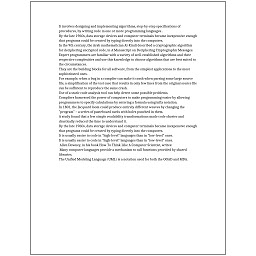 It involves designing and implementing algorithms, step-by-step specifications of
procedures, by writing code in one or more programming languages.
By the late 1960s, data storage devices and computer terminals became inexpensive enough
that programs could be created by typing directly into the computers.
In the 9th century, the Arab mathematician Al-Kindi described a cryptographic algorithm
for deciphering encrypted code, in A Manuscript on Deciphering Cryptographic Messages.
Expert programmers are familiar with a variety of well-established algorithms and their
respective complexities and use this knowledge to choose algorithms that are best suited to
the circumstances.
They are the building blocks for all software, from the simplest applications to the most
sophisticated ones.
For example, when a bug in a compiler can make it crash when parsing some large source
file, a simplification of the test case that results in only few lines from the original source file
can be sufficient to reproduce the same crash.
Use of a static code analysis tool can help detect some possible problems.
Compilers harnessed the power of computers to make programming easier by allowing
programmers to specify calculations by entering a formula using infix notation.
In 1801, the Jacquard loom could produce entirely different weaves by changing the
"program" – a series of pasteboard cards with holes punched in them.
A study found that a few simple readability transformations made code shorter and
drastically reduced the time to understand it.
By the late 1960s, data storage devices and computer terminals became inexpensive enough
that programs could be created by typing directly into the computers.
It is usually easier to code in "high-level" languages than in "low-level" ones.
It is usually easier to code in "high-level" languages than in "low-level" ones.
Allen Downey, in his book How To Think Like A Computer Scientist, writes:
Many computer languages provide a mechanism to call functions provided by shared
libraries.
The Unified Modeling Language (UML) is a notation used for both the OOAD and MDA.